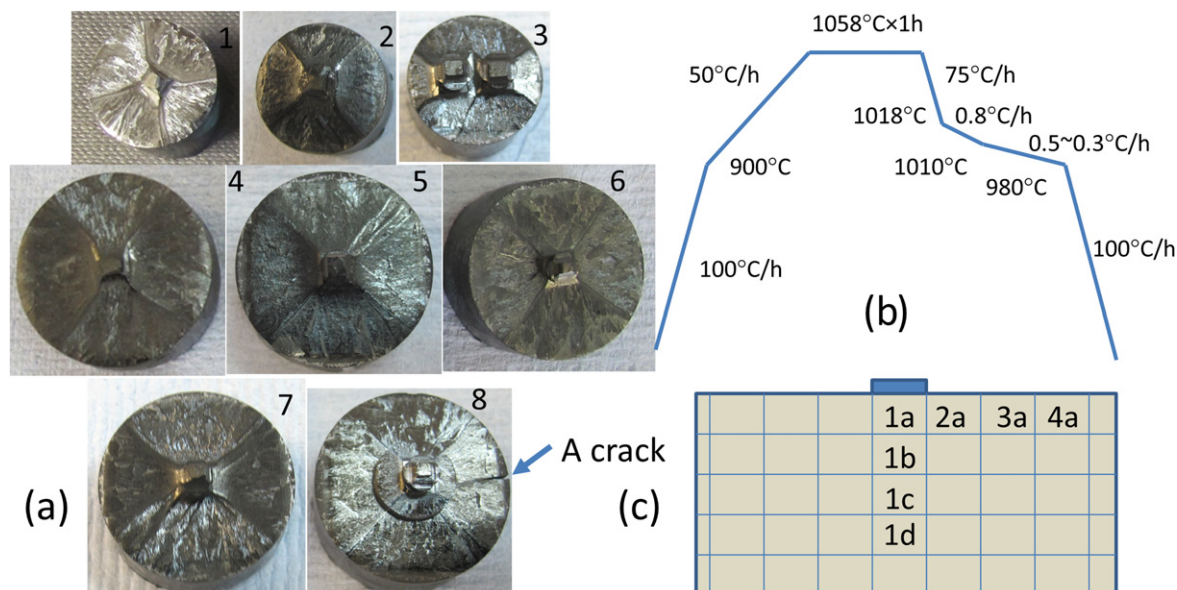 1
2
3
4
5
6
7
8
A crack
(a)
1058°C×1h
50°C/h
75°C/h
1018°C
0.8°C/h
0.5~0.3°C/h
900°C
1010°C
980°C
100°C/h
100°C/h
(b)
1a 2a 3a 4a
1b
1c
1d
(c)